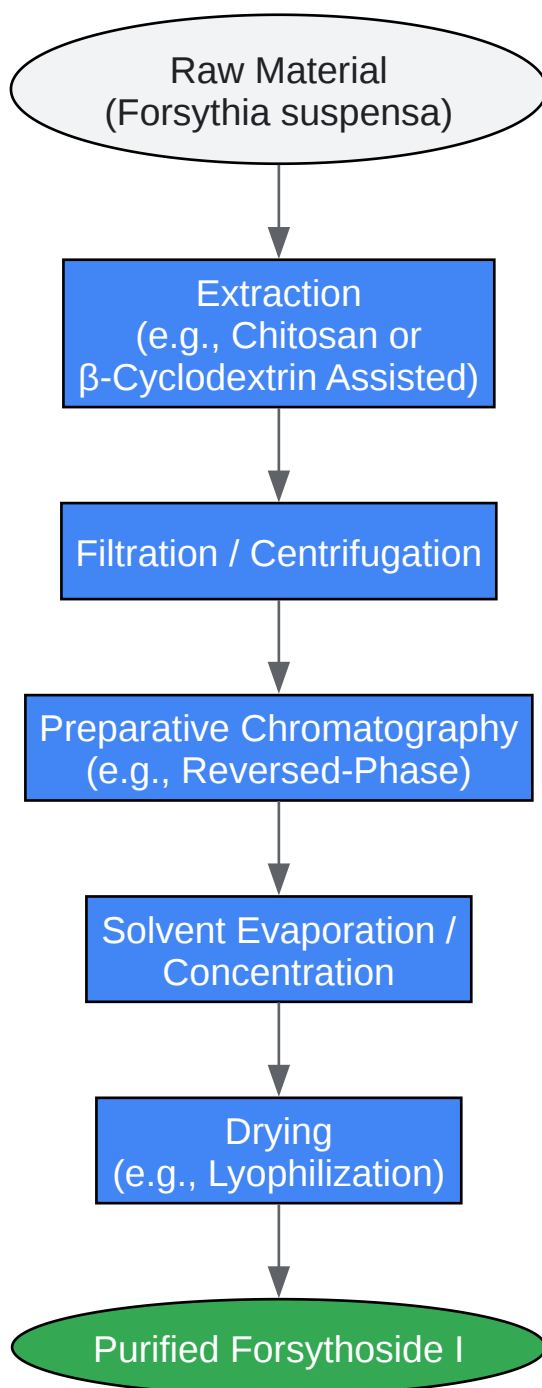 Raw Material
(Forsythia suspensa)
Extraction
(e.g., Chitosan or
β-Cyclodextrin Assisted)
Filtration / Centrifugation
Preparative Chromatography
(e.g., Reversed-Phase)
Solvent Evaporation /
Concentration
Drying
(e.g., Lyophilization)
Purified Forsythoside I